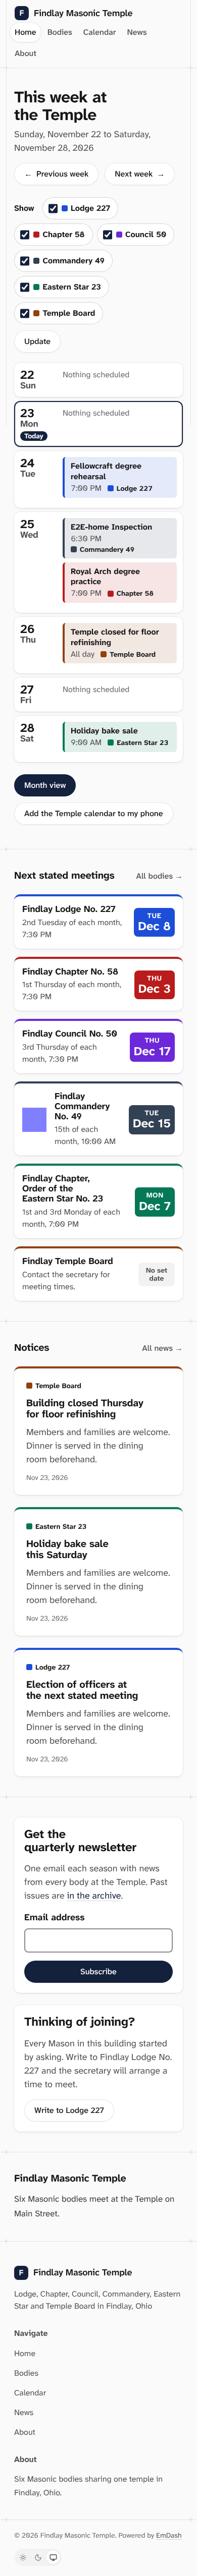 F Findlay Masonic Temple
Home Bodies Calendar News
About
This week at
the Temple
Sunday, November 22 to Saturday,
November 28, 2026
← Previous week Next week →
Show Lodge 227
Chapter 58 Council 50
Commandery 49
Eastern Star 23
Temple Board
Update
22
Sun
Nothing scheduled
23
Mon
Today
Nothing scheduled
24
Tue
Fellowcraft degree
rehearsal
7:00 PM Lodge 227
25
Wed
E2E-home Inspection
6:30 PM
Commandery 49
Royal Arch degree
practice
7:00 PM Chapter 58
26
Thu
Temple closed for floor
refinishing
All day Temple Board
27
Fri
Nothing scheduled
28
Sat
Holiday bake sale
9:00 AM Eastern Star 23
Month view
Add the Temple calendar to my phone
Next stated meetings All bodies →
Findlay Lodge No. 227
2nd Tuesday of each month,
7:30 PM
TUE
Dec 8
Findlay Chapter No. 58
1st Thursday of each month,
7:30 PM
THU
Dec 3
Findlay Council No. 50
3rd Thursday of each
month, 7:30 PM
THU
Dec 17
Findlay
Commandery
No. 49
15th of each
month, 10:00 AM
TUE
Dec 15
Findlay Chapter,
Order of the
Eastern Star No. 23
1st and 3rd Monday of each
month, 7:00 PM
MON
Dec 7
Findlay Temple Board
Contact the secretary for
meeting times.
No set
date
Notices All news →
Temple Board
Building closed Thursday
for floor refinishing
Members and families are welcome.
Dinner is served in the dining
room beforehand.
Nov 23, 2026
Eastern Star 23
Holiday bake sale
this Saturday
Members and families are welcome.
Dinner is served in the dining
room beforehand.
Nov 23, 2026
Lodge 227
Election of officers at
the next stated meeting
Members and families are welcome.
Dinner is served in the dining
room beforehand.
Nov 23, 2026
Get the
quarterly newsletter
One email each season with news
from every body at the Temple. Past
issues are in the archive.
Email address
Subscribe
Thinking of joining?
Every Mason in this building started
by asking. Write to Findlay Lodge No.
227 and the secretary will arrange a
time to meet.
Write to Lodge 227
Findlay Masonic Temple
Six Masonic bodies meet at the Temple on
Main Street.
F Findlay Masonic Temple
Lodge, Chapter, Council, Commandery, Eastern
Star and Temple Board in Findlay, Ohio
Navigate
Home
Bodies
Calendar
News
About
About
Six Masonic bodies sharing one temple in
Findlay, Ohio.
© 2026 Findlay Masonic Temple. Powered by EmDash